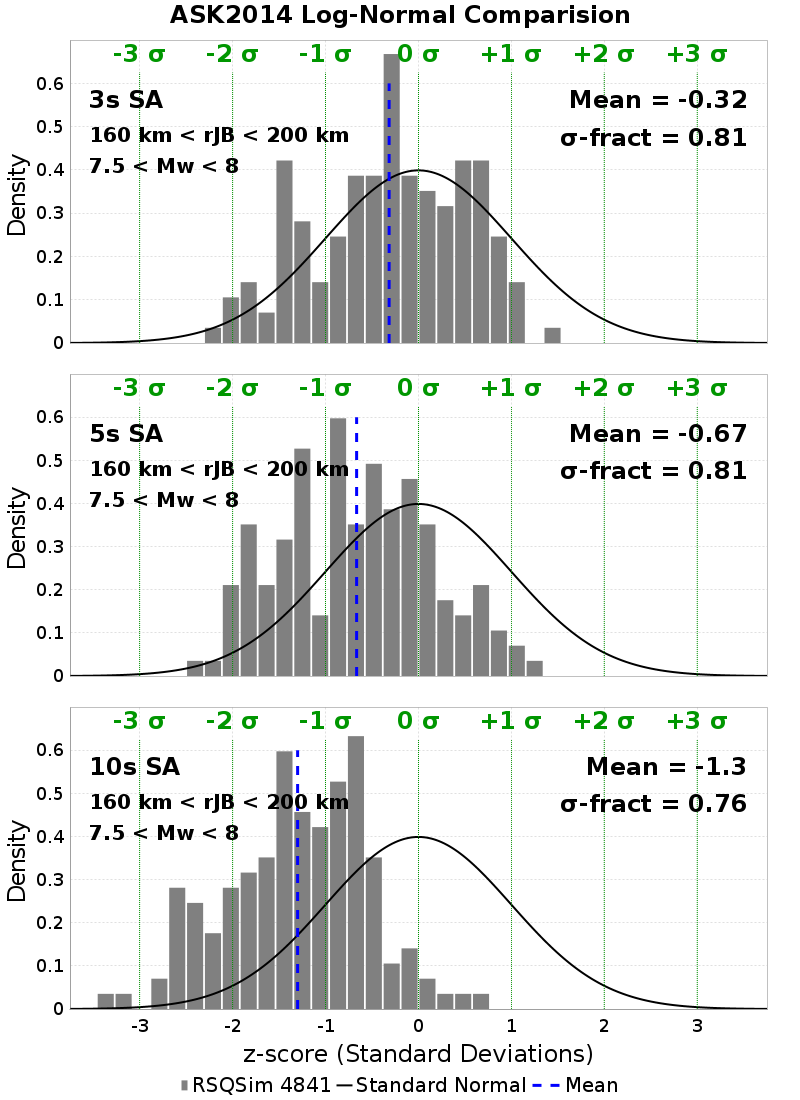 ASK2014 Log-Normal Comparision
-3 σ -2 σ -1 σ 0 σ +1 σ +2 σ +3 σ
3s SA
160 km < rJB < 200 km
7.5 < Mw < 8
Mean = -0.32
σ-fract = 0.81
Density
0.6
0.5
0.4
0.3
0.2
0.1
0
-3 σ -2 σ -1 σ 0 σ +1 σ +2 σ +3 σ
5s SA
160 km < rJB < 200 km
7.5 < Mw < 8
Mean = -0.67
σ-fract = 0.81
Density
0.6
0.5
0.4
0.3
0.2
0.1
0
-3 σ -2 σ -1 σ 0 σ +1 σ +2 σ +3 σ
10s SA
160 km < rJB < 200 km
7.5 < Mw < 8
Mean = -1.3
σ-fract = 0.76
Density
0.6
0.5
0.4
0.3
0.2
0.1
0
-3 -2 -1 0 1 2 3
z-score (Standard Deviations)
RSQSim 4841 Standard Normal Mean